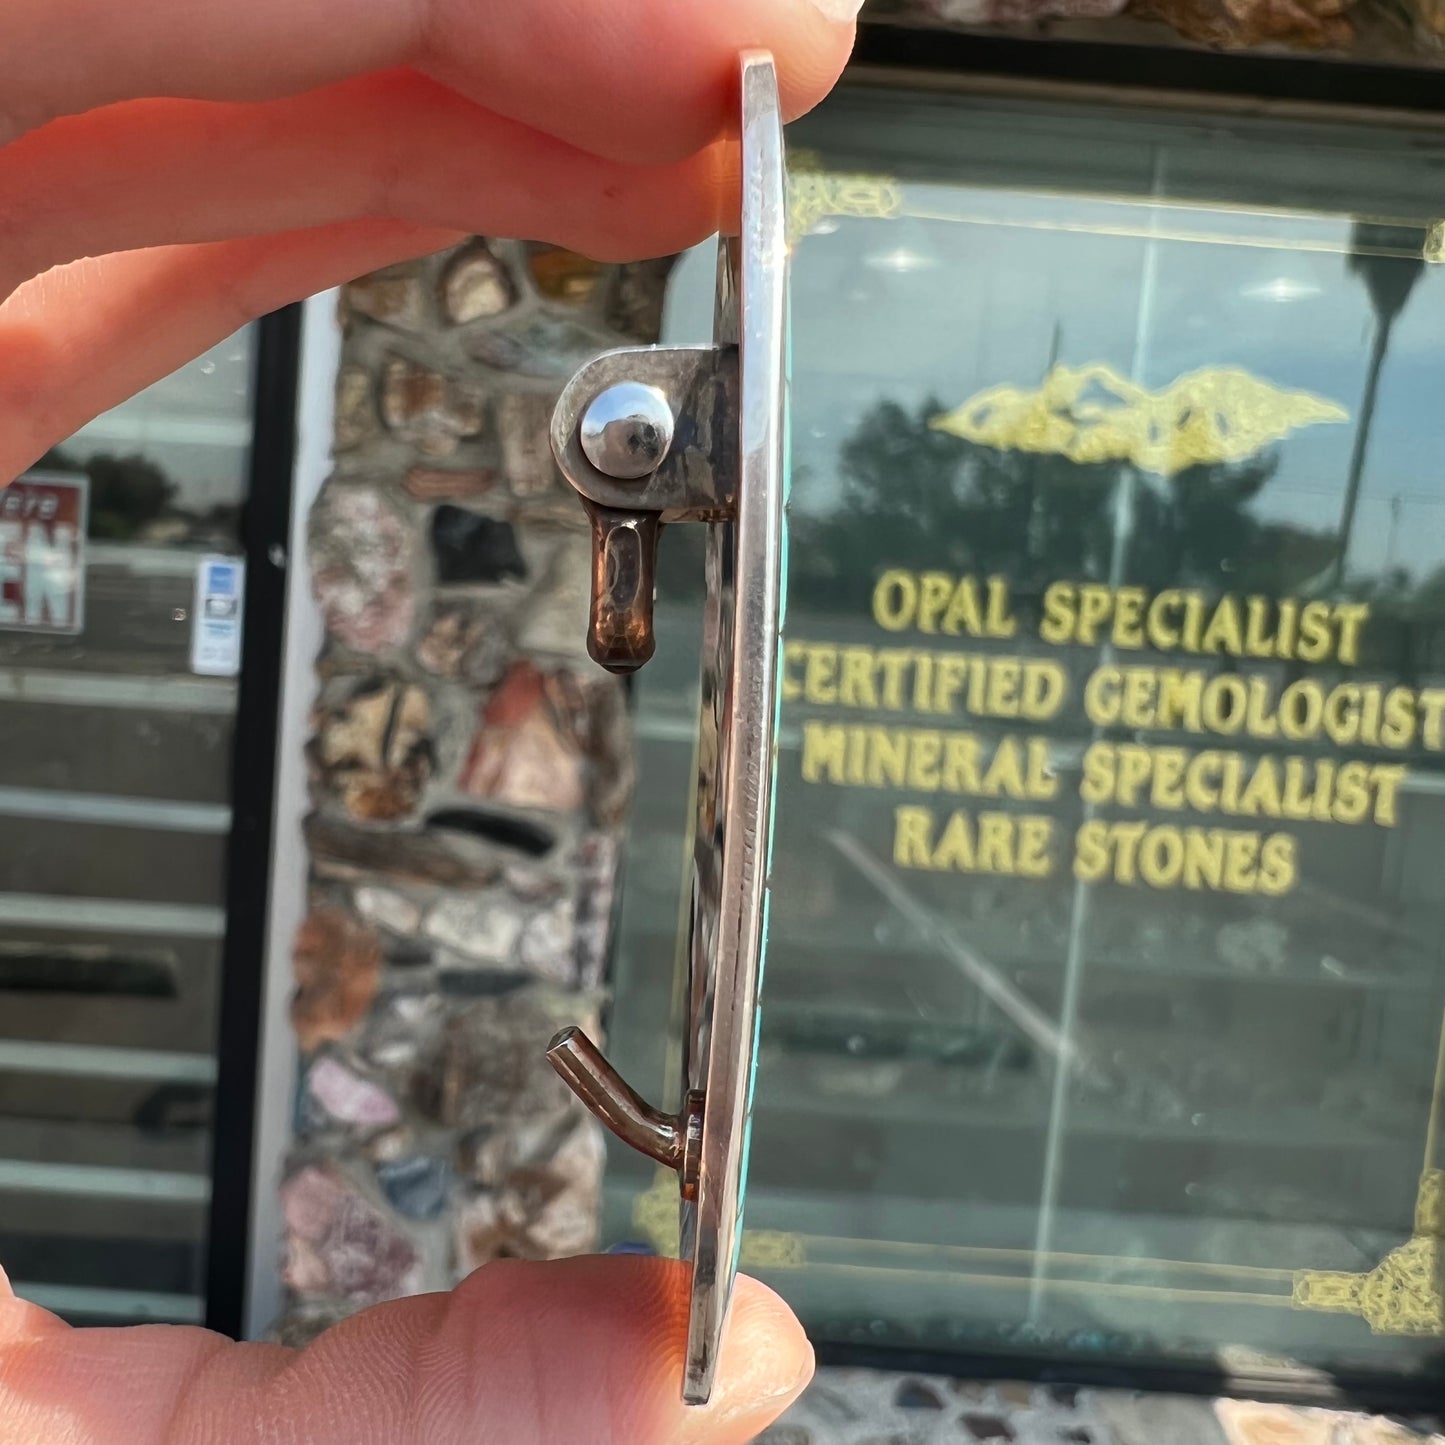 OPAL SPECIALIST
CERTIFIED GEMOLOGIST
MINERAL SPECIALIST
RARE STONES